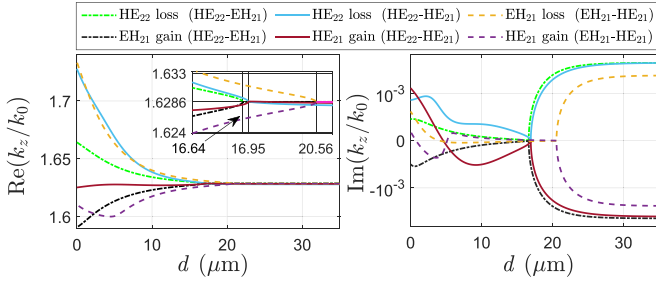 HE22 loss (HE22-EH21) HE22 loss (HE22-HE21) EH21 loss (EH21-HE21)
EH21 gain (HE22-EH21) HE21 gain (HE22-HE21) HE21 gain (EH21-HE21)
Re(kz/k0)
1.7
1.65
1.6
0 10 20 30
d (μm)
1.633
1.6286
1.624
16.64 16.95 20.56
Im(kz/k0)
10-3
0
-10-3
0 10 20 30
d (μm)